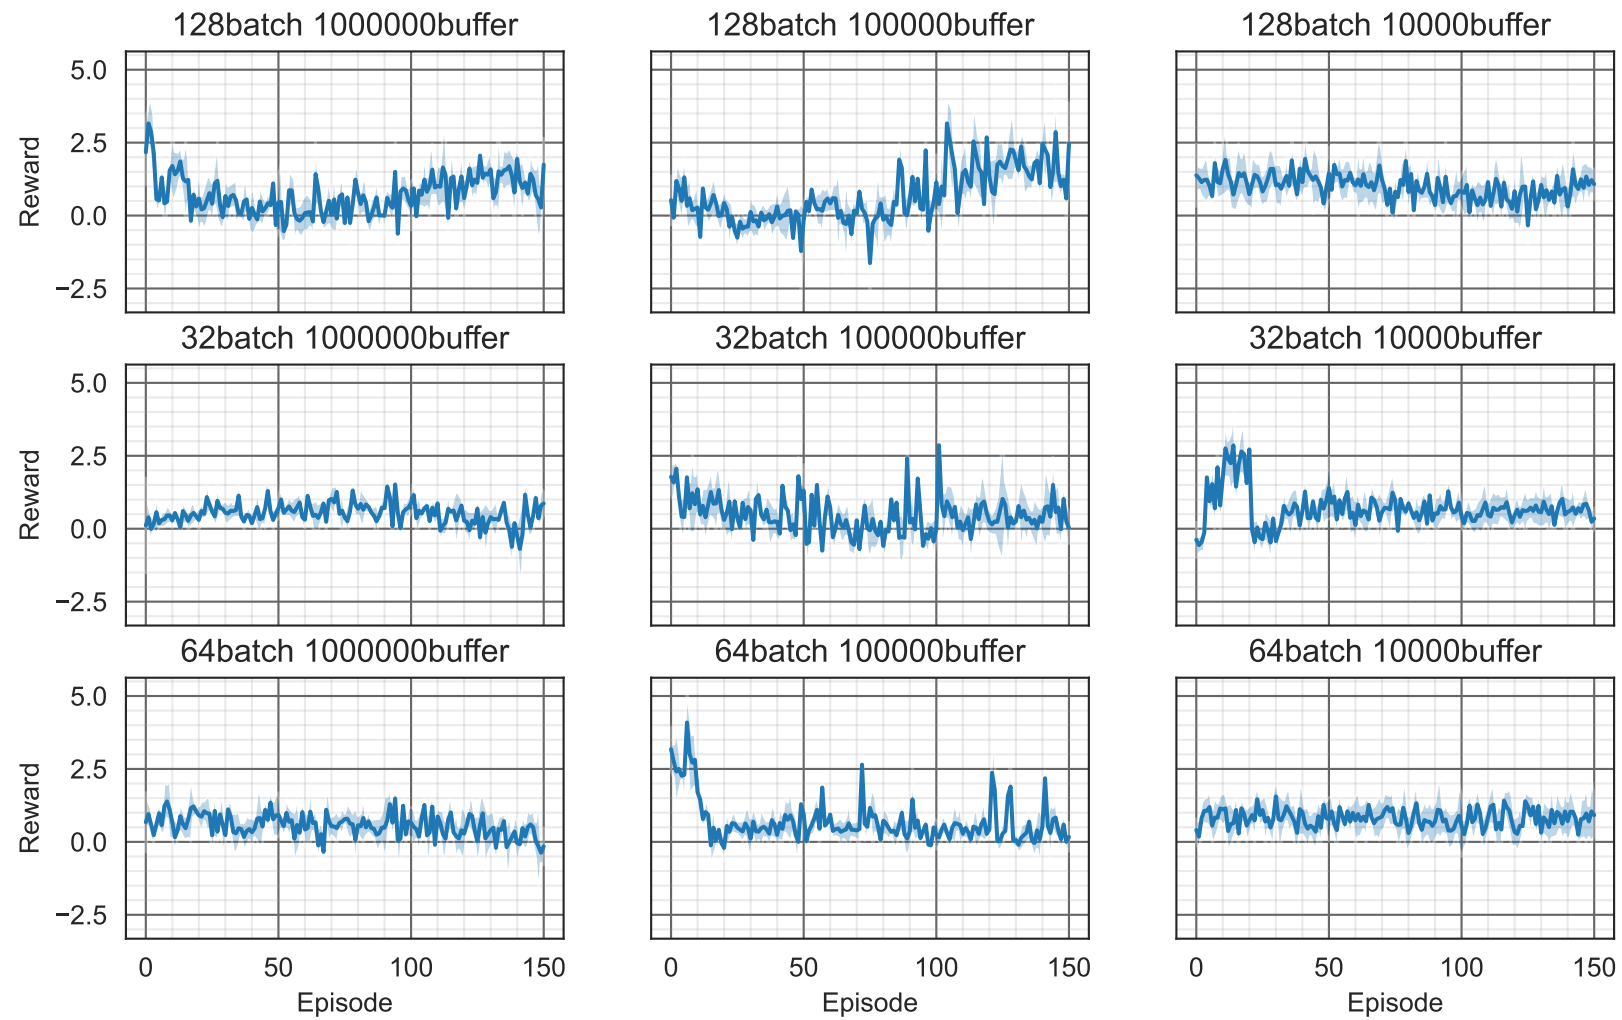 128batch 1000000buffer
128batch 100000buffer
128batch 10000buffer
Reward
5.0
2.5
0.0
−2.5
32batch 1000000buffer
32batch 100000buffer
32batch 10000buffer
Reward
5.0
2.5
0.0
−2.5
64batch 1000000buffer
64batch 100000buffer
64batch 10000buffer
Reward
5.0
2.5
0.0
−2.5
0 50 100 150
0 50 100 150
0 50 100 150
Episode
Episode
Episode